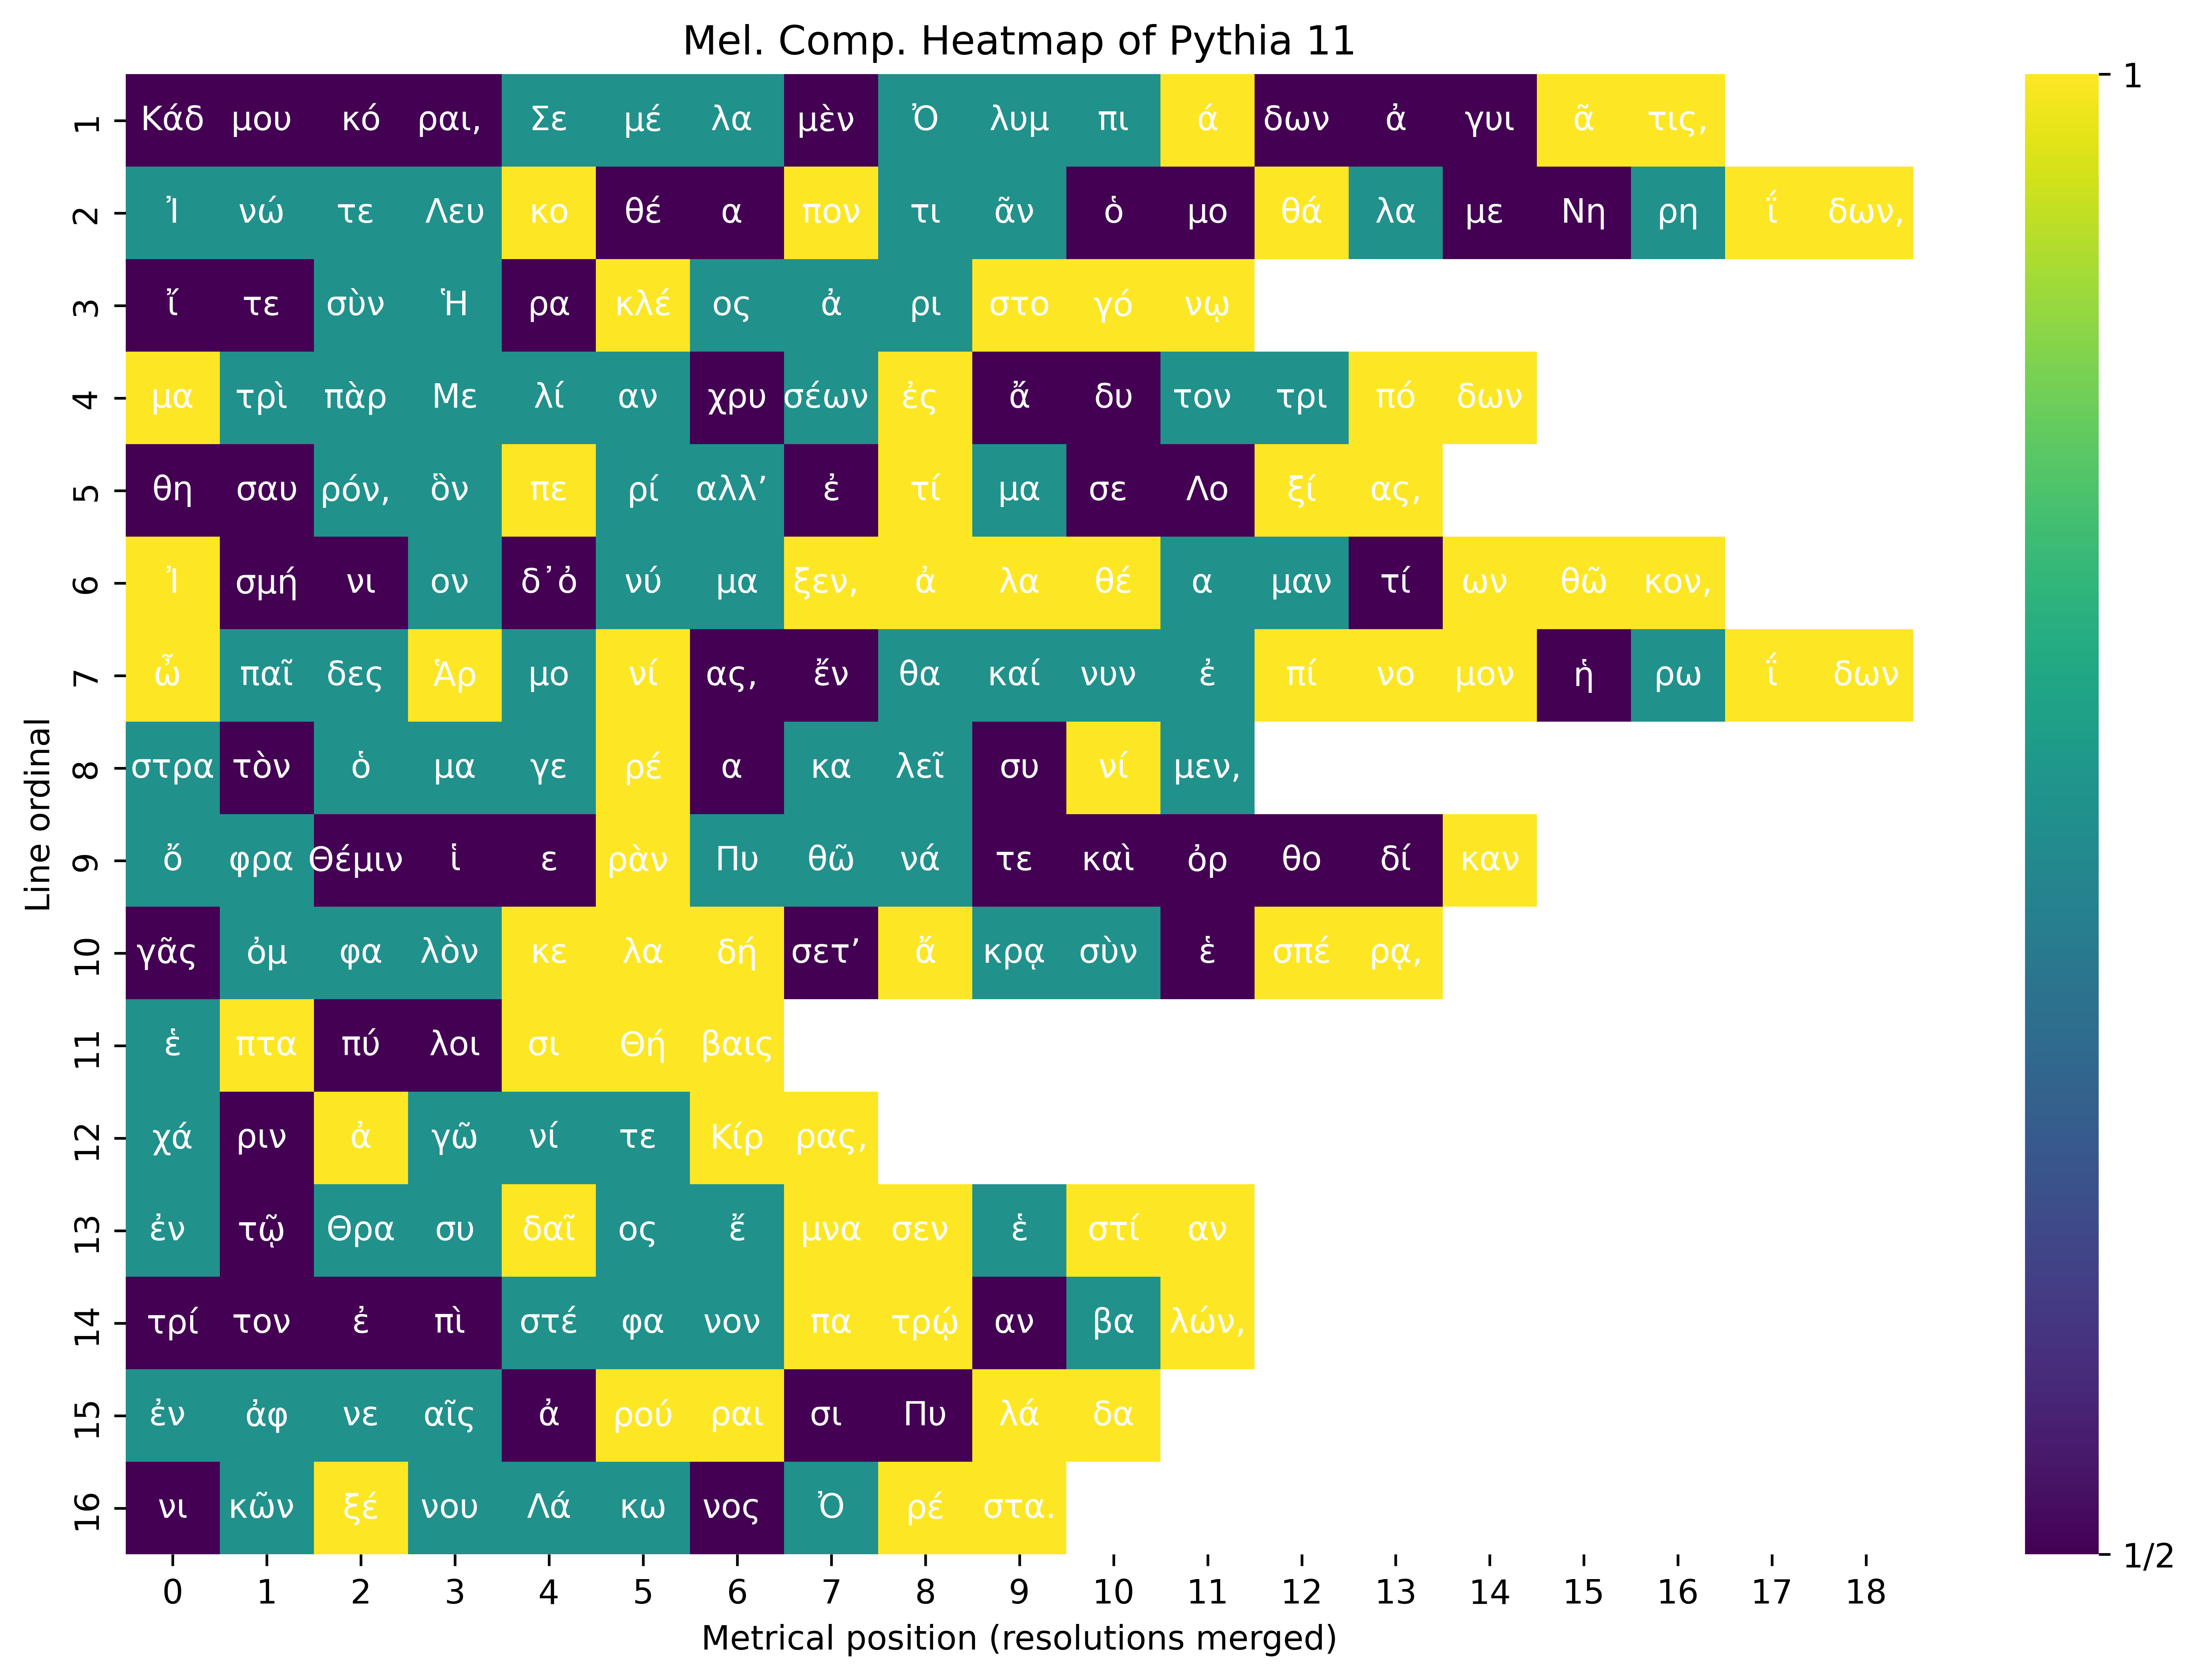 Mel. Comp. Heatmap of Pythia 11
1 Κάδ μου κό ραι, Σε μέ λα μὲν Ὀ λυμ πι ά δων ἀ γυι ᾶ τις,
2 Ἰ νώ τε Λευ κο θέ α πον τι ᾶν ὁ μο θά λα με Νη ρη ΐ δων,
3 ἴ τε σὺν Ἡ ρα κλέ ος ἀ ρι στο γό νῳ
4 μα τρὶ πὰρ Με λί αν χρυ σέων ἐς ἄ δυ τον τρι πό δων
5 θη σαυ ρόν, ὃν πε ρί αλλ’ ἐ τί μα σε Λο ξί ας,
6 Ἰ σμή νι ον δ᾽ὀ νύ μα ξεν, ἀ λα θέ α μαν τί ων θῶ κον,
7 ὦ παῖ δες Ἁρ μο νί ας, ἔν θα καί νυν ἐ πί νο μον ἡ ρω ΐ δων
8 στρα τὸν ὁ μα γε ρέ α κα λεῖ συ νί μεν,
9 ὄ φρα Θέμιν ἱ ε ρὰν Πυ θῶ νά τε καὶ ὀρ θο δί καν
10 γᾶς ὀμ φα λὸν κε λα δή σετ’ ἄ κρᾳ σὺν ἑ σπέ ρᾳ,
11 ἑ πτα πύ λοι σι Θή βαις
12 χά ριν ἀ γῶ νί τε Κίρ ρας,
13 ἐν τῷ Θρα συ δαῖ ος ἔ μνα σεν ἑ στί αν
14 τρί τον ἐ πὶ στέ φα νον πα τρῴ αν βα λών,
15 ἐν ἀφ νε αῖς ἀ ρού ραι σι Πυ λά δα
16 νι κῶν ξέ νου Λά κω νος Ὀ ρέ στα.
0 1 2 3 4 5 6 7 8 9 10 11 12 13 14 15 16 17 18
Metrical position (resolutions merged)
Line ordinal
1
1/2